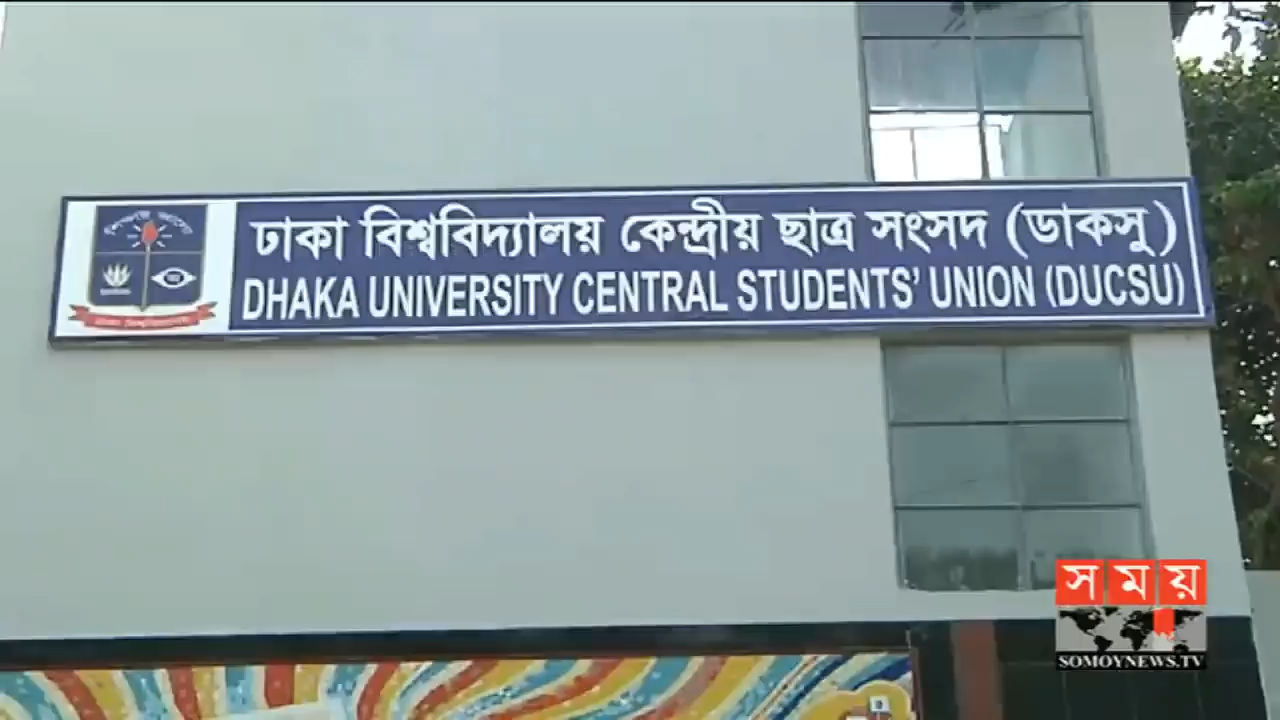 ঢাকা বিশ্ববিদ্যালয় কেন্দ্রীয় ছাত্র সংসদ (ডাকসু)
DHAKA UNIVERSITY CENTRAL STUDENTS' UNION (DUCSU)
সময়
SOMOYNEWS.TV